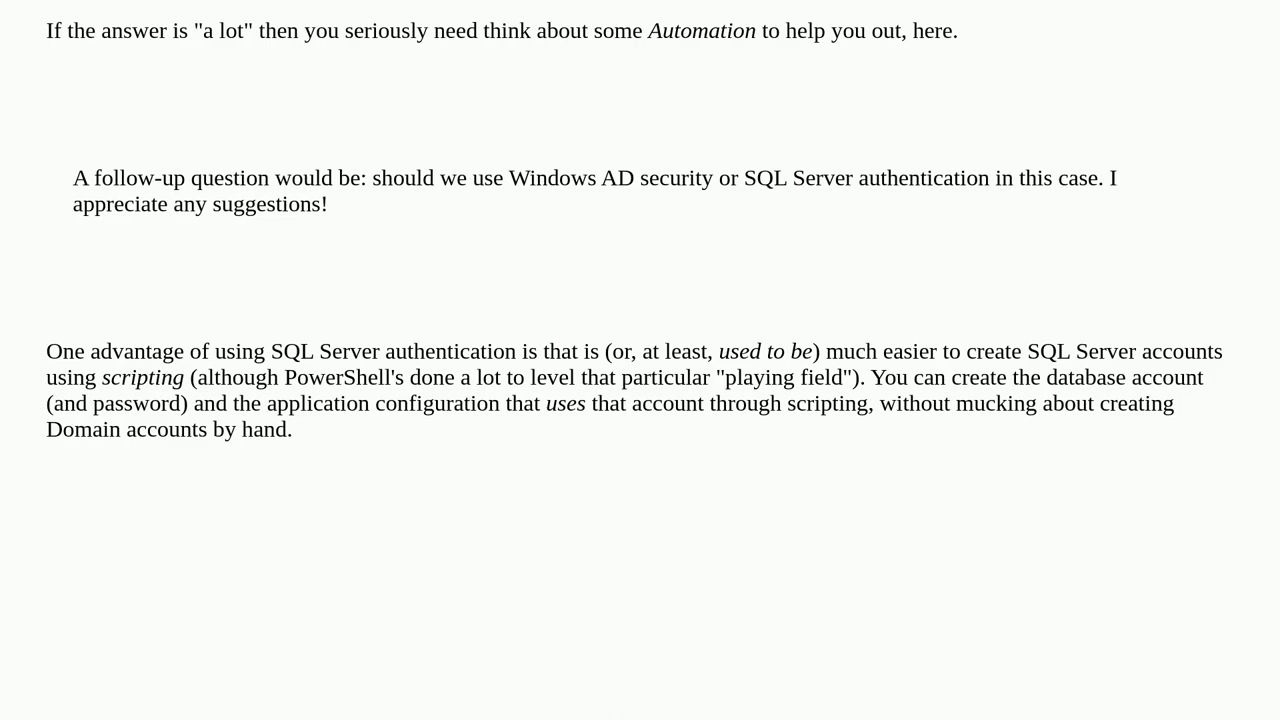 If the answer is "a lot" then you seriously need think about some Automation to help you out, here.
A follow-up question would be: should we use Windows AD security or SQL Server authentication in this case. I
appreciate any suggestions!
One advantage of using SQL Server authentication is that is (or, at least, used to be) much easier to create SQL Server accounts
using scripting (although PowerShell's done a lot to level that particular "playing field"). You can create the database account
(and password) and the application configuration that uses that account through scripting, without mucking about creating
Domain accounts by hand.